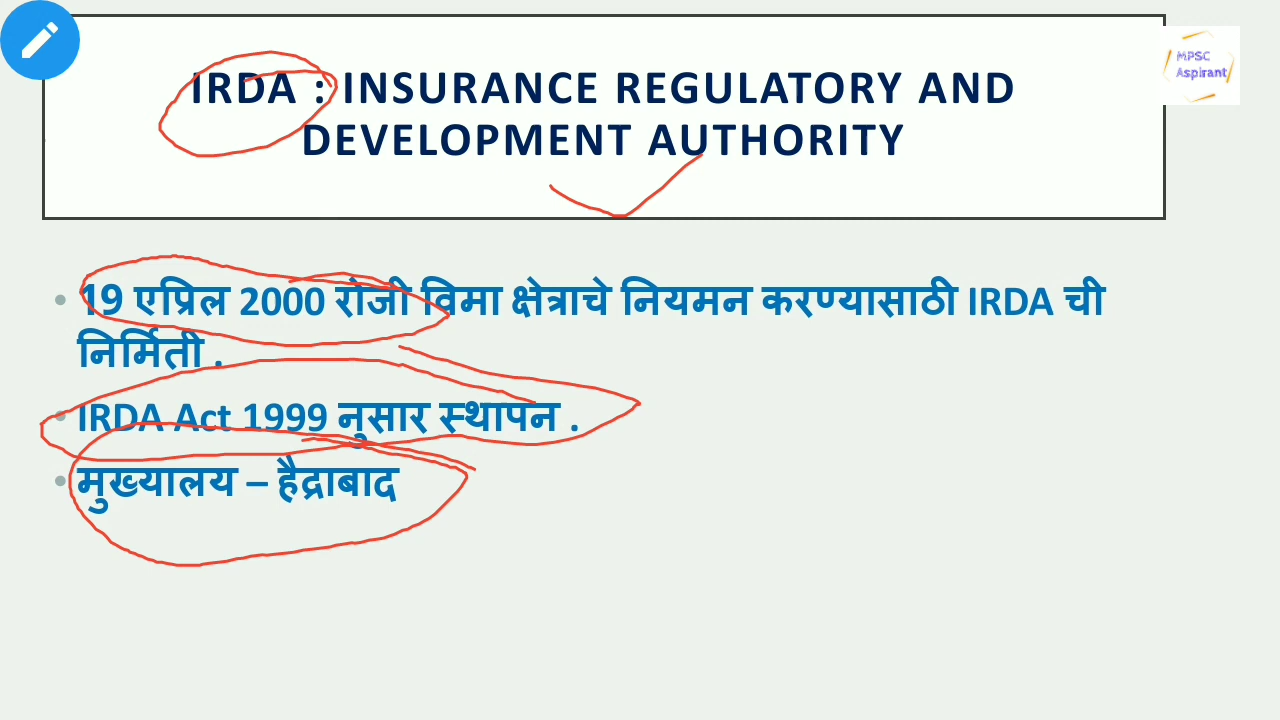 MPSC
Aspirant
IRDA : INSURANCE REGULATORY AND
DEVELOPMENT AUTHORITY
• 19 एप्रिल 2000 रोजी विमा क्षेत्राचे नियमन करण्यासाठी IRDA ची
निर्मिती .
• IRDA Act 1999 नुसार स्थापन .
• मुख्यालय – हैद्राबाद